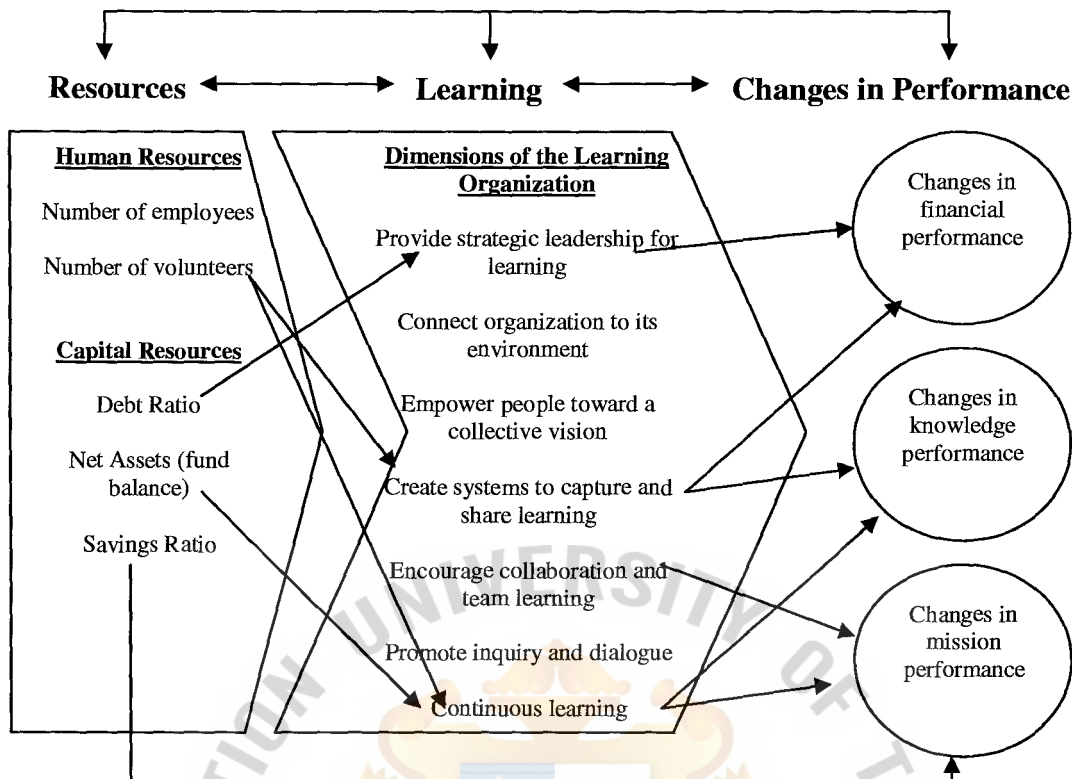 Resources
Learning
Changes in Performance
Human Resources
Number of employees
Number of volunteers
Capital Resources
Debt Ratio
Net Assets (fund
balance)
Savings Ratio
Dimensions of the Learning
Organization
Provide strategic leadership for
learning
Connect organization to its
environment
Empower people toward a
collective vision
Create systems to capture and
share learning
Encourage collaboration and
team learning
Promote inquiry and dialogue
Continuous learning
Changes in
financial
performance
Changes in
knowledge
performance
Changes in
mission
performance
TION UNIVERSITY OF T